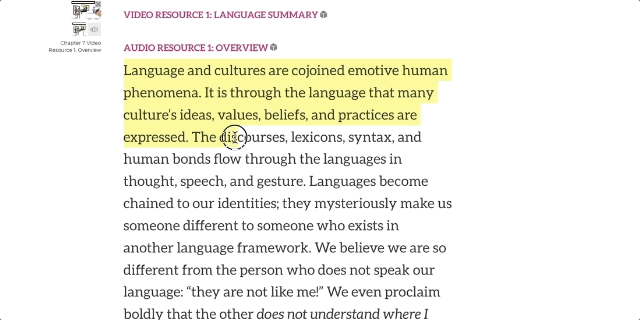 VIDEO RESOURCE 1: LANGUAGE SUMMARY
Chapter 7 Video
Resource 1: Overview
AUDIO RESOURCE 1: OVERVIEW
Language and cultures are cojoined emotive human
phenomena. It is through the language that many
culture's ideas, values, beliefs, and practices are
expressed. The discourses, lexicons, syntax, and
human bonds flow through the languages in
thought, speech, and gesture. Languages become
chained to our identities; they mysteriously make us
someone different to someone who exists in
another language framework. We believe we are so
different from the person who does not speak our
language: “they are not like me!” We even proclaim
boldly that the other does not understand where I